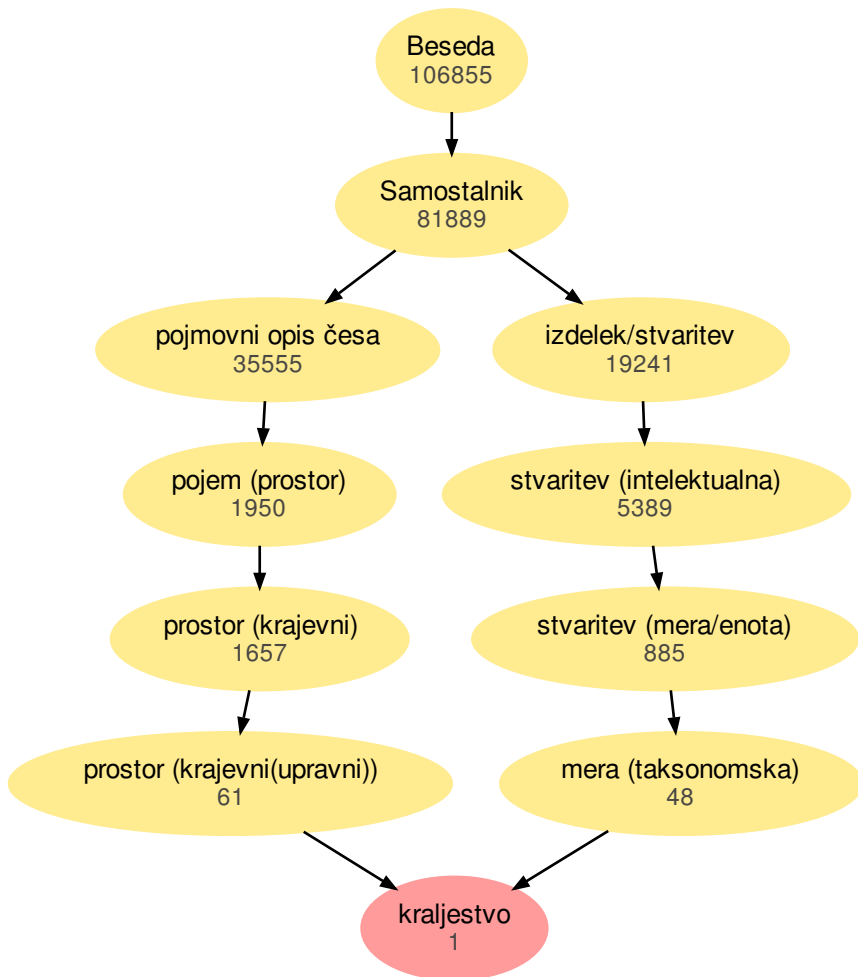 Beseda
106855
Samostalnik
81889
pojmovni opis česa
35555
izdelek/stvaritev
19241
pojem (prostor)
1950
stvaritev (intelektualna)
5389
prostor (krajevni)
1657
stvaritev (mera/enota)
885
prostor (krajevni(upravni))
61
mera (taksonomska)
48
kraljestvo
1